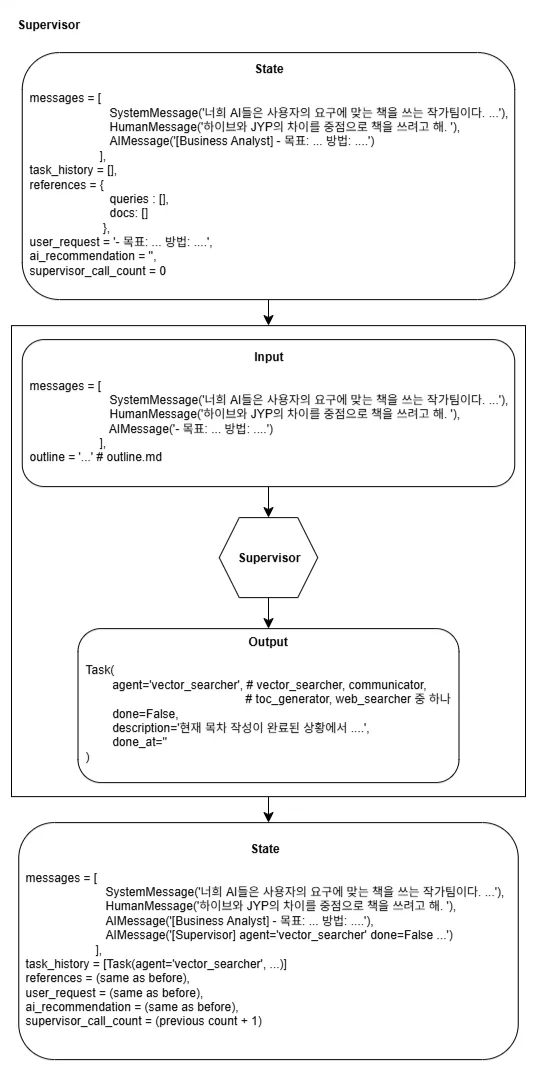 Supervisor
State
messages = [
SystemMessage('너희 AI들은 사용자의 요구에 맞는 책을 쓰는 작가팀이다. ...'),
HumanMessage('하이브와 JYP의 차이를 중점으로 책을 쓰려고 해. '),
AIMessage('[Business Analyst] - 목표: ... 방법: ....')
],
task_history = [],
references = {
queries : [],
docs: []
},
user_request = '- 목표: ... 방법: ....',
ai_recommendation = '',
supervisor_call_count = 0
Input
messages = [
SystemMessage('너희 AI들은 사용자의 요구에 맞는 책을 쓰는 작가팀이다. ...'),
HumanMessage('하이브와 JYP의 차이를 중점으로 책을 쓰려고 해. '),
AIMessage('- 목표: ... 방법: ....')
],
outline = '...' # outline.md
Supervisor
Output
Task(
agent='vector_searcher', # vector_searcher, communicator,
# toc_generator, web_searcher 중 하나
done=False,
description='현재 목차 작성이 완료된 상황에서 ....',
done_at=''
)
State
messages = [
SystemMessage('너희 AI들은 사용자의 요구에 맞는 책을 쓰는 작가팀이다. ...'),
HumanMessage('하이브와 JYP의 차이를 중점으로 책을 쓰려고 해. '),
AIMessage('[Business Analyst] - 목표: ... 방법: ....'),
AIMessage('[Supervisor] agent='vector_searcher' done=False ...')
],
task_history = [Task(agent='vector_searcher', ...)]
references = (same as before),
user_request = (same as before),
ai_recommendation = (same as before),
supervisor_call_count = (previous count + 1)